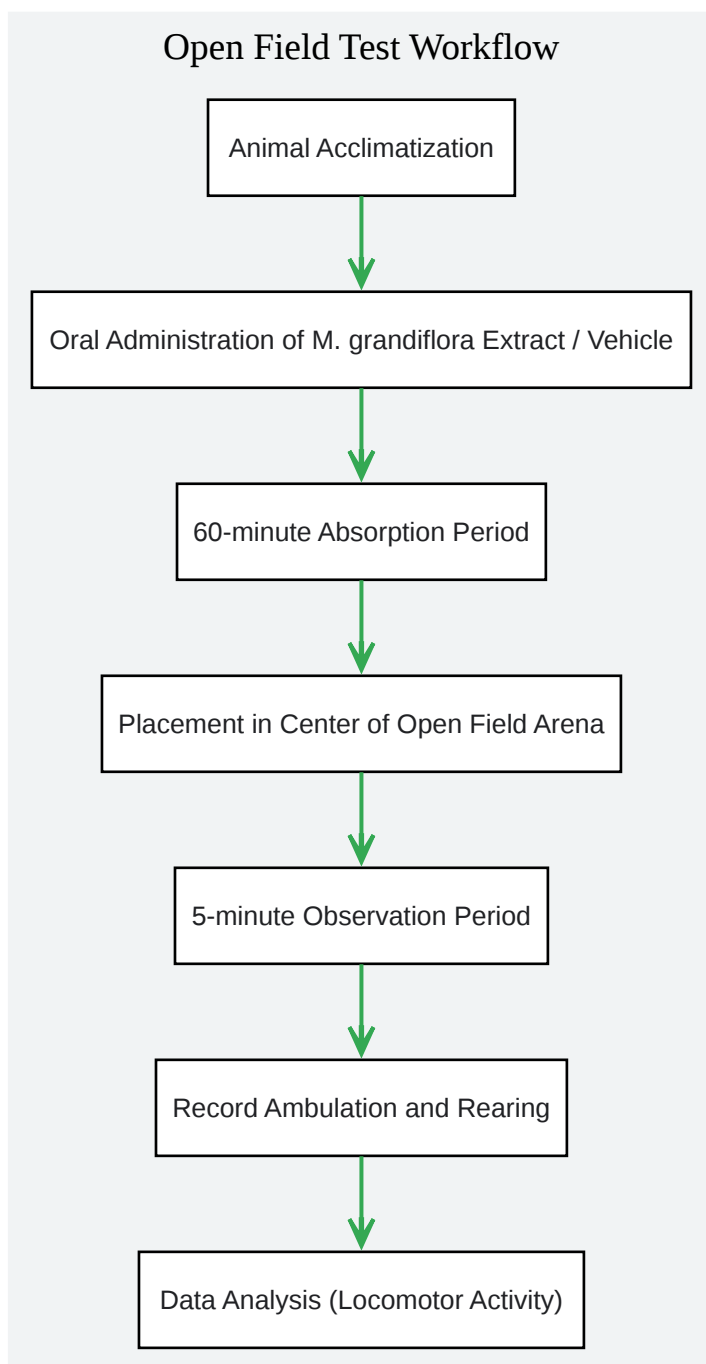 Open Field Test Workflow
Animal Acclimatization
Oral Administration of M. grandiflora Extract / Vehicle
60-minute Absorption Period
Placement in Center of Open Field Arena
5-minute Observation Period
Record Ambulation and Rearing
Data Analysis (Locomotor Activity)